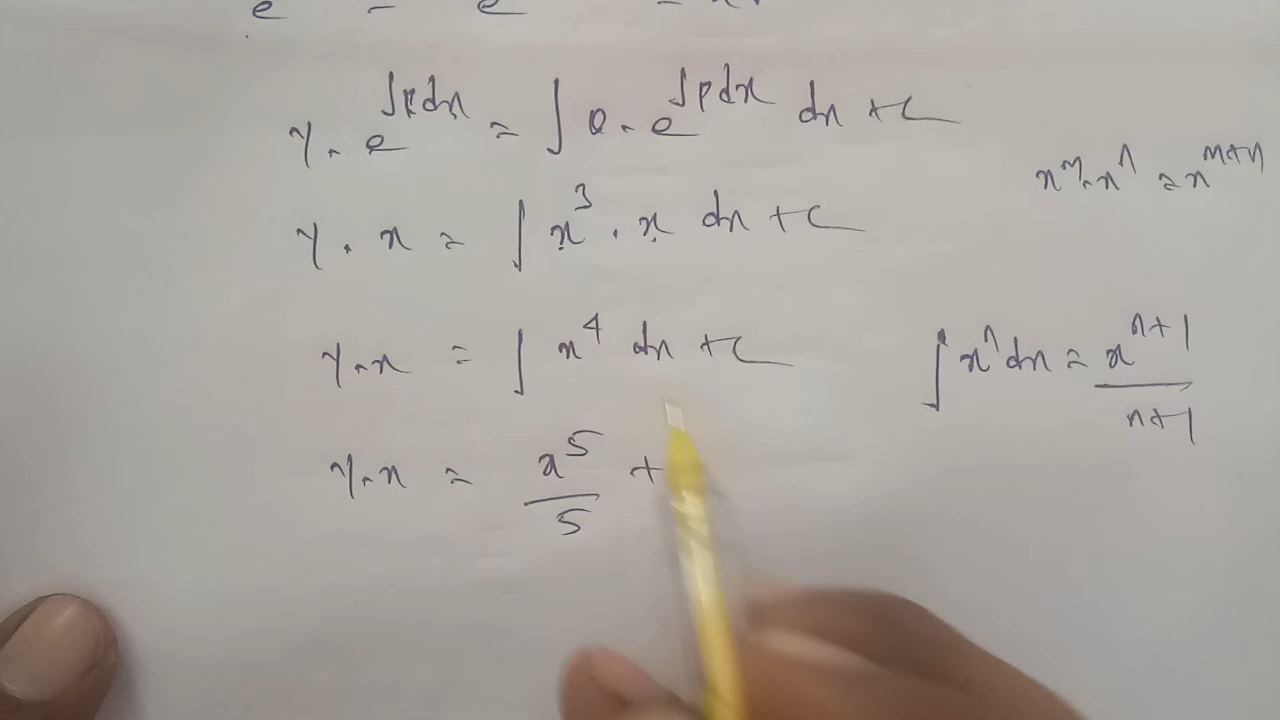 y · e^{∫pdx} = ∫ Q · e^{∫pdx} dx + c
x^m · x^n = x^{m+n}
y · x = ∫ x^3 · x dx + c
y · x = ∫ x^4 dx + c
∫ x^n dx = x^{n+1} / n+1
y · x = x^5 / 5 +